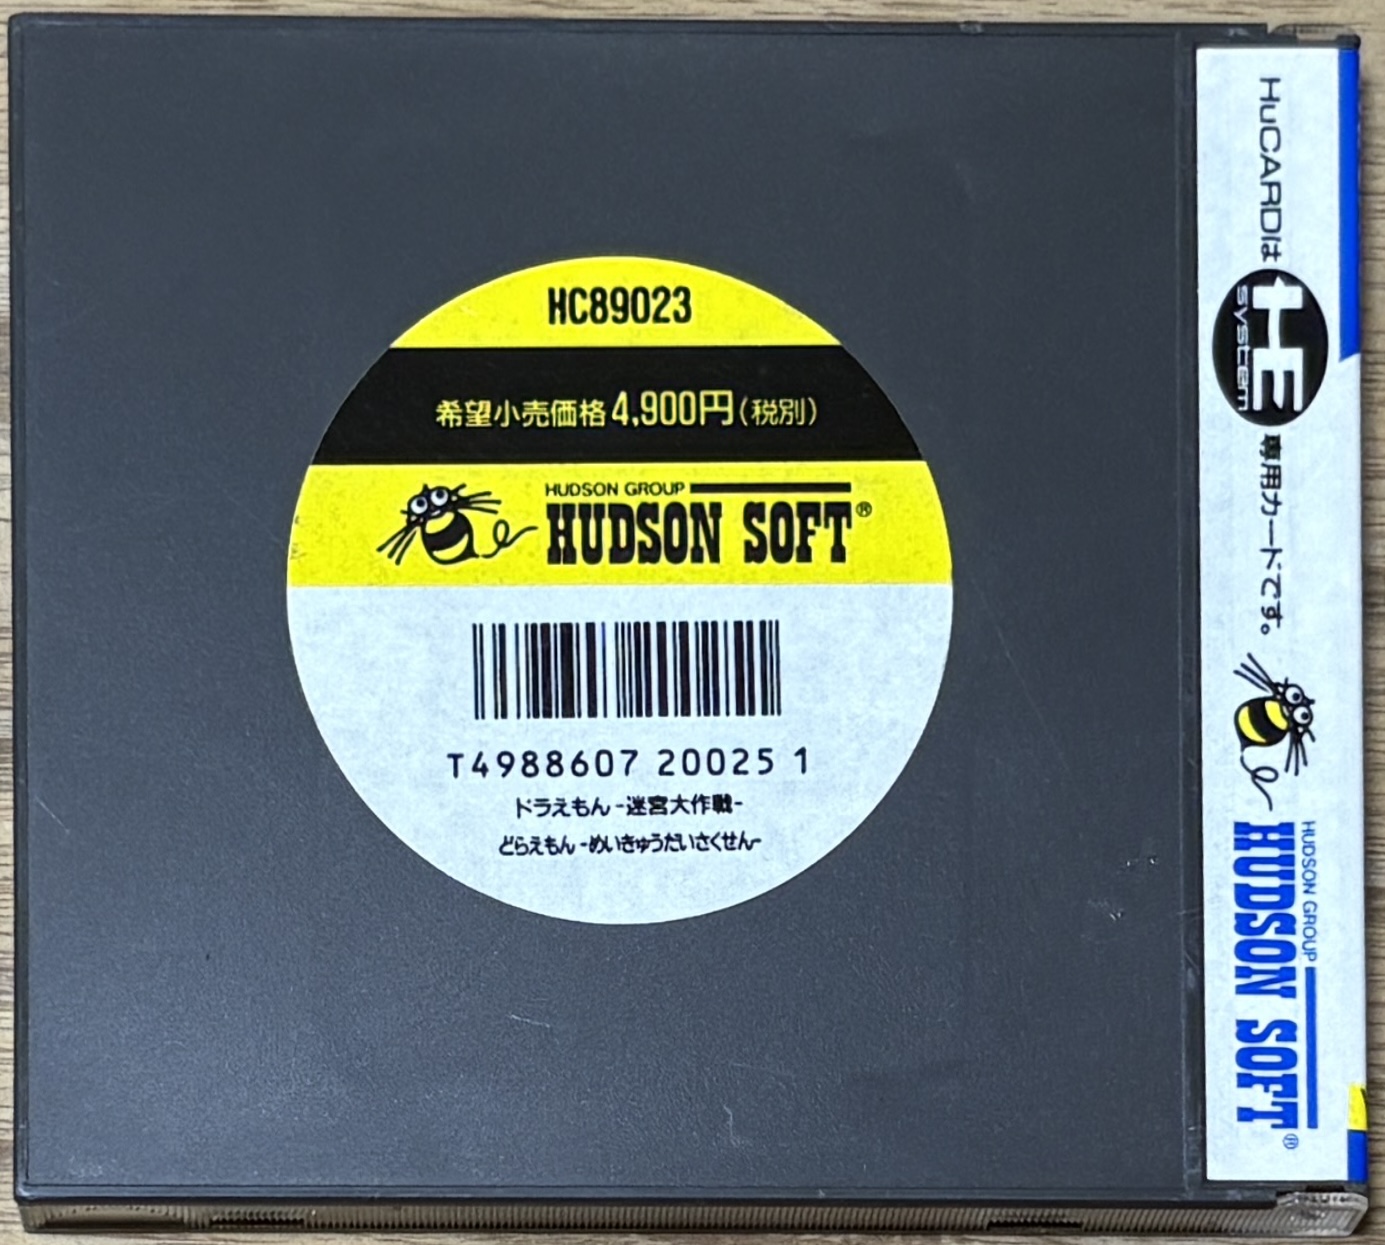 HC89023
希望小売価格4,900円(税別)
HUDSON GROUP
HUDSON SOFT®
T4988607 20025 1
ドラえもん-迷宮大作戦-
どらえもん-めいきゅうだいさくせん-
HuCARDは HE system 専用カードです。
HUDSON GROUP
HUDSON SOFT®